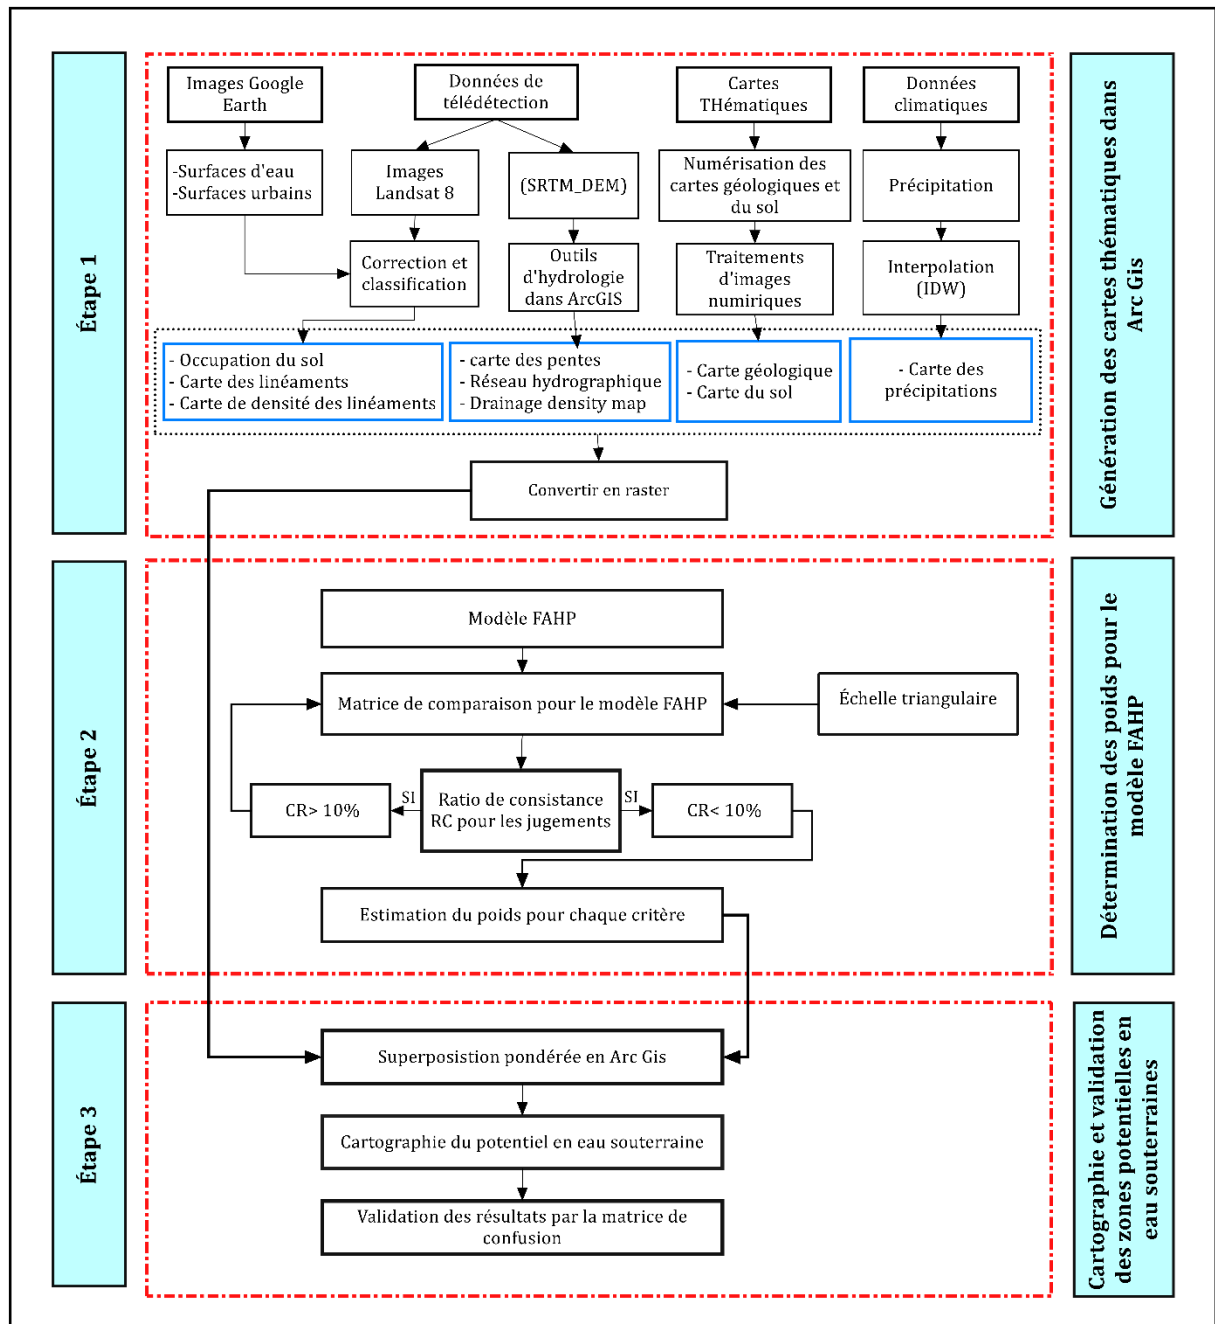 Étape 1
Images Google
Earth
Données de
télédétection
Cartes
THématiques
Données
climatiques
-Surfaces d'eau
-Surfaces urbains
Images
Landsat 8
(SRTM_DEM)
Numérisation des
cartes géologiques et
du sol
Précipitation
Correction et
classification
Outils
d'hydrologie
dans ArcGIS
Traitements
d'images
numiriques
Interpolation
(IDW)
- Occupation du sol
- Carte des linéaments
- Carte de densité des linéaments
- carte des pentes
- Réseau hydrographique
- Drainage density map
- Carte géologique
- Carte du sol
- Carte des
précipitations
Convertir en raster
Génération des cartes thématiques dans
Arc Gis
Étape 2
Modèle FAHP
Matrice de comparaison pour le modèle FAHP
Échelle triangulaire
CR> 10%
SI
Ratio de consistance
RC pour les jugements
SI
CR< 10%
Estimation du poids pour chaque critère
Détermination des poids pour le
modèle FAHP
Étape 3
Superposistion pondérée en Arc Gis
Cartographie du potentiel en eau souterraine
Validation des résultats par la matrice de
confusion
Cartographie et validation
des zones potentielles en
eau souterraines